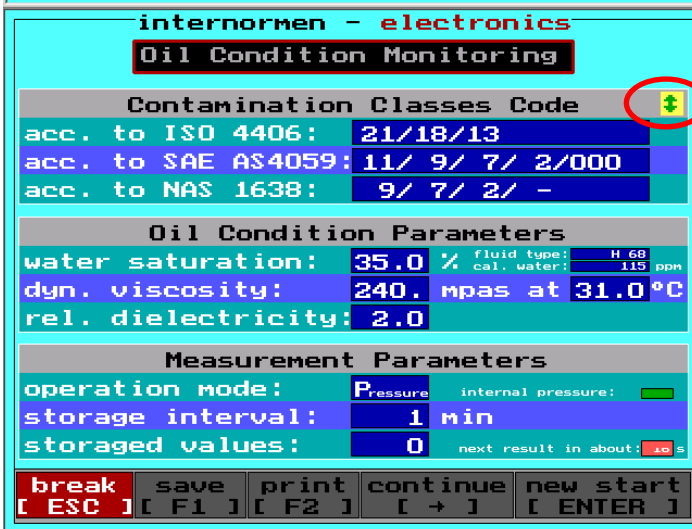 internormen - electronics
Oil Condition Monitoring
Contamination Classes Code
acc. to ISO 4406: 21/18/13
acc. to SAE AS4059: 11/ 9/ 7/ 2/000
acc. to NAS 1638: 9/ 7/ 2/ -
Oil Condition Parameters
water saturation: 35.0 % fluid type: H 68
cal. water: 115 ppm
dyn. viscosity: 240. mpas at 31.0 °C
rel. dielectricity: 2.0
Measurement Parameters
operation mode: Pressure internal pressure:
storage interval: 1 min
storaged values: 0 next result in about: 10 s
break save print continue new start
[ ESC ] [ F1 ] [ F2 ] [ → ] [ ENTER ]